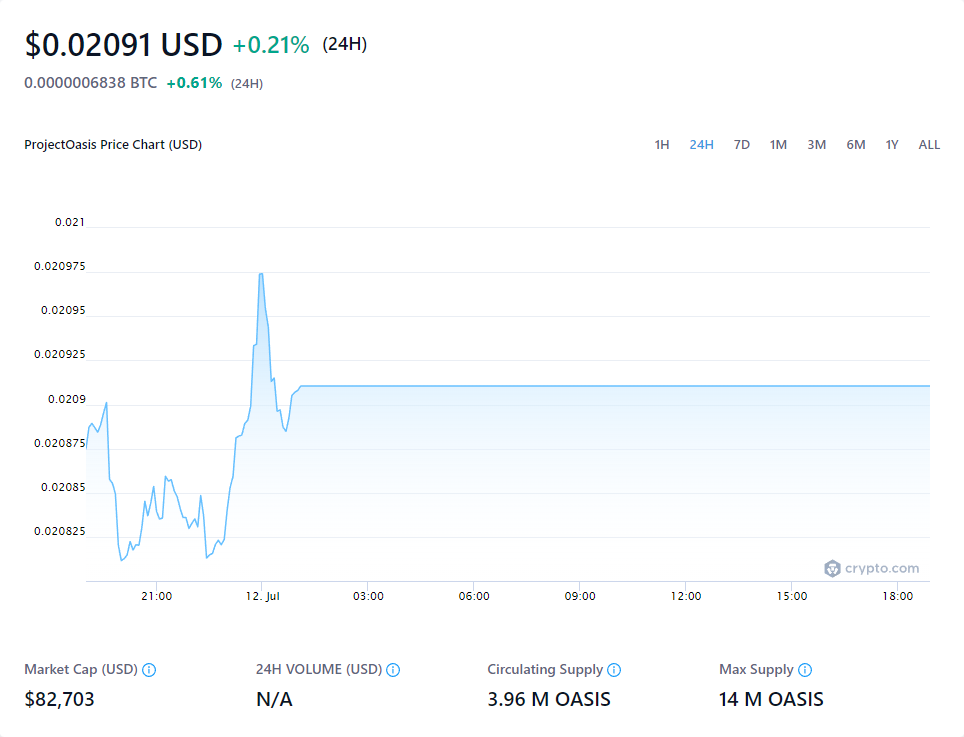 $0.02091 USD +0.21% (24H)
0.0000006838 BTC +0.61% (24H)
ProjectOasis Price Chart (USD) 1H 24H 7D 1M 3M 6M 1Y ALL
0.021
0.020975
0.02095
0.020925
0.0209
0.020875
0.02085
0.020825
crypto.com
21:00 12. Jul 03:00 06:00 09:00 12:00 15:00 18:00
Market Cap (USD) 24H VOLUME (USD) Circulating Supply Max Supply
$82,703 N/A 3.96 M OASIS 14 M OASIS